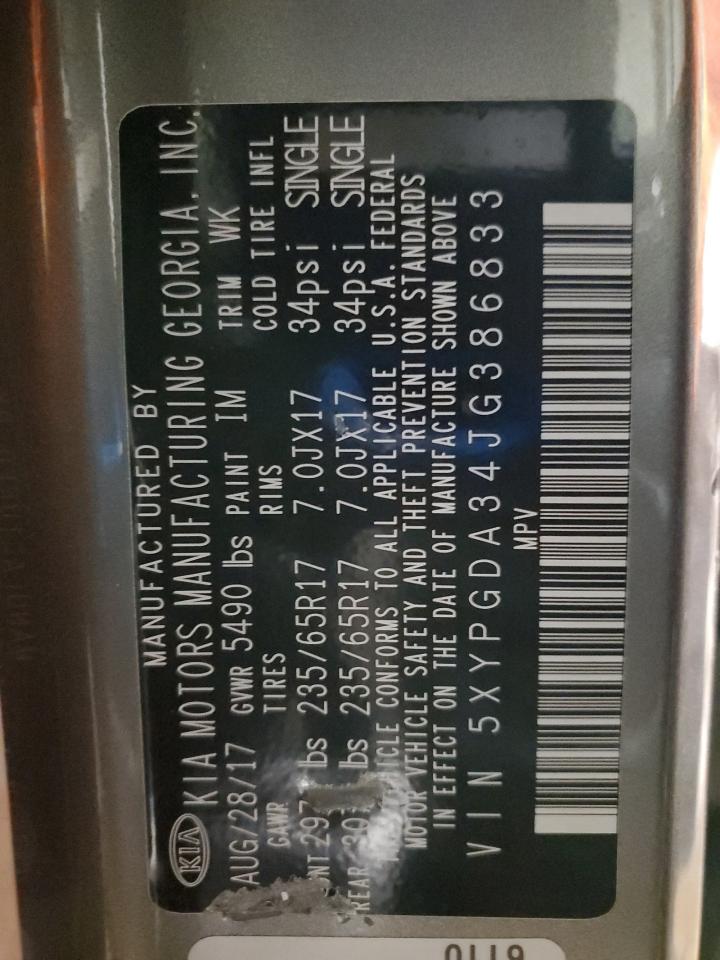 MANUFACTURED BY
KIA KIA MOTORS MANUFACTURING GEORGIA, INC.
AUG/28/17 GVWR 5490 lbs PAINT IM TRIM WK
GAWR TIRES RIMS COLD TIRE INFL
lbs 235/65R17 7.0JX17 34psi SINGLE
REAR lbs 235/65R17 7.0JX17 34psi SINGLE
CONFORMS TO ALL APPLICABLE U.S.A. FEDERAL
MOTOR VEHICLE SAFETY AND THEFT PREVENTION STANDARDS
IN EFFECT ON THE DATE OF MANUFACTURE SHOWN ABOVE
VIN 5XYPGDA34JG386833
MPV